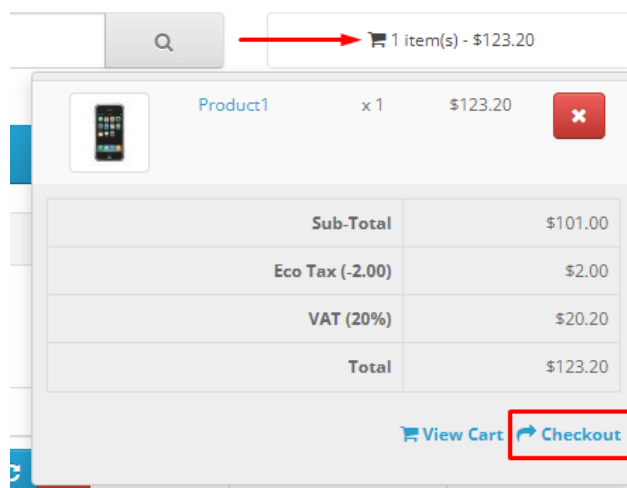 1 item(s) - $123.20
Product1 x 1 $123.20
Sub-Total $101.00
Eco Tax (-2.00) $2.00
VAT (20%) $20.20
Total $123.20
View Cart Checkout